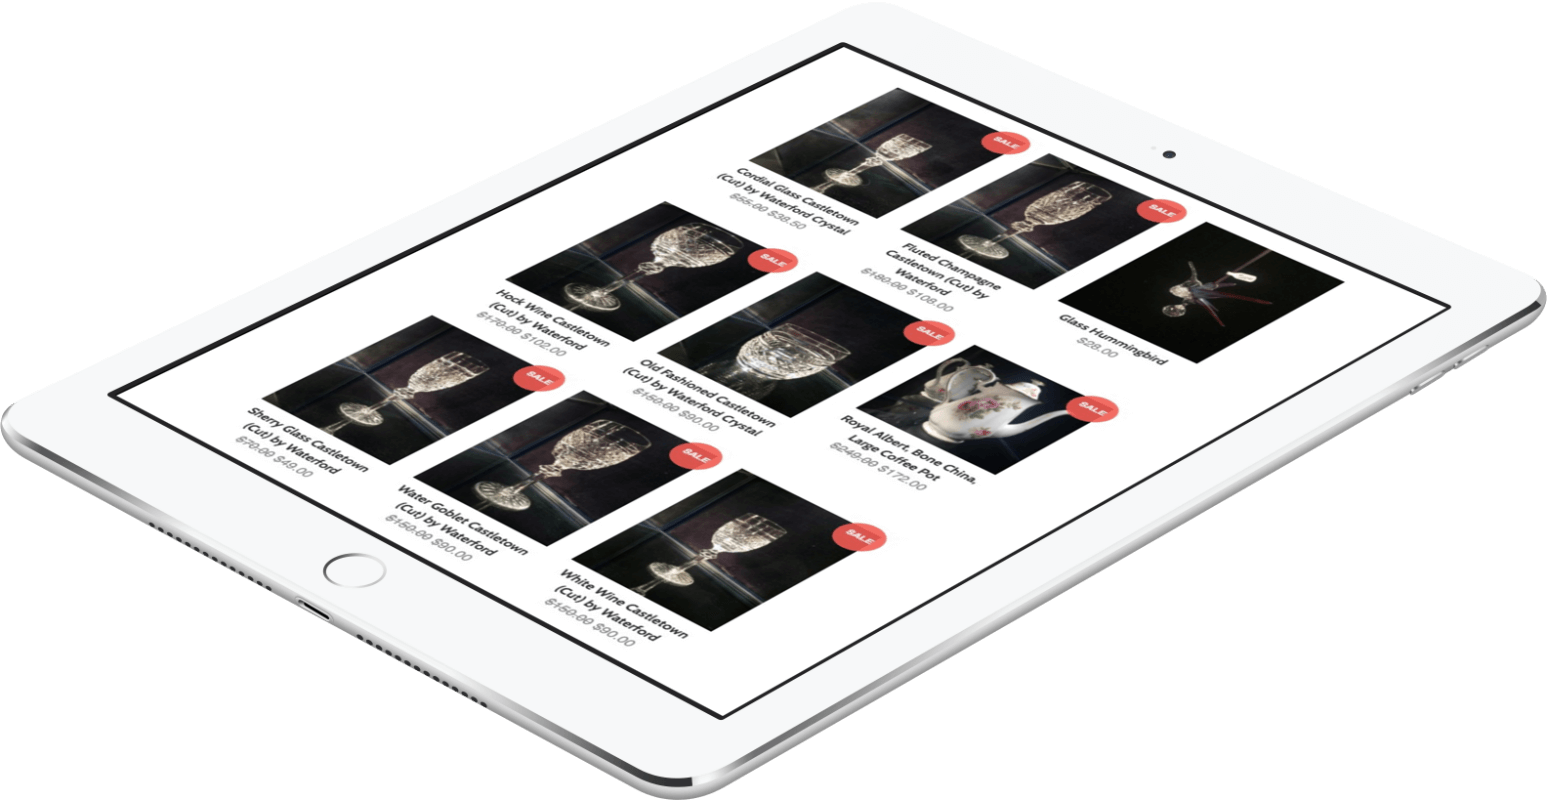 SALE
Cordial Glass Castletown
(Cut) by Waterford Crystal
$55.00 $38.50
SALE
Fluted Champagne
Castletown (Cut) by
Waterford
$180.00 $108.00
Glass Hummingbird
$28.00
SALE
Hock Wine Castletown
(Cut) by Waterford
$170.00 $102.00
SALE
Old Fashioned Castletown
(Cut) by Waterford Crystal
$150.00 $90.00
SALE
Royal Albert, Bone China,
Large Coffee Pot
$249.00 $172.00
SALE
Sherry Glass Castletown
(Cut) by Waterford
$70.00 $49.00
SALE
Water Goblet Castletown
(Cut) by Waterford
$150.00 $90.00
SALE
White Wine Castletown
(Cut) by Waterford
$150.00 $90.00